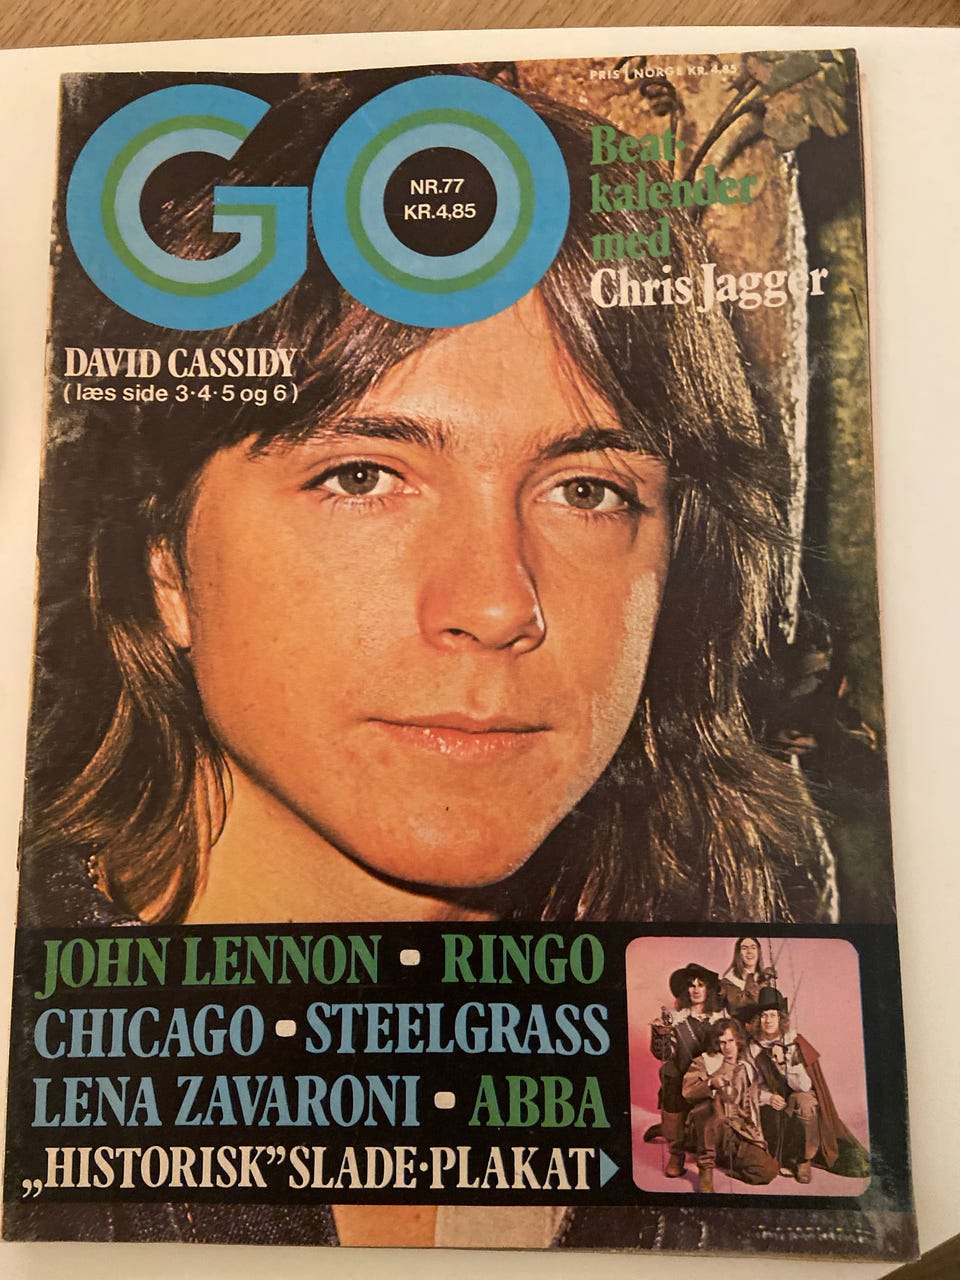 PRIS I NORGE KR. 4,85
GO
NR.77
KR.4,85
Beat-
kalender
med
Chris Jagger
DAVID CASSIDY
(læs side 3·4·5 og 6)
JOHN LENNON · RINGO
CHICAGO · STEELGRASS
LENA ZAVARONI · ABBA
„HISTORISK” SLADE·PLAKAT